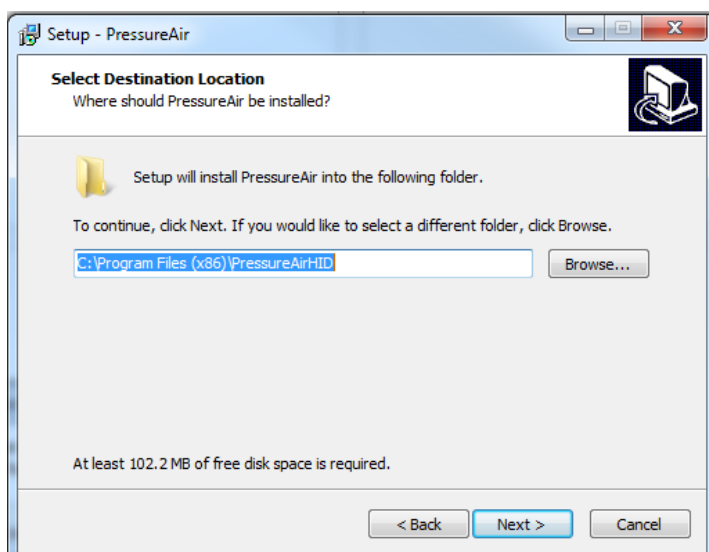 Setup - PressureAir
Select Destination Location
Where should PressureAir be installed?
Setup will install PressureAir into the following folder.
To continue, click Next. If you would like to select a different folder, click Browse.
C:\Program Files (x86)\PressureAirHID
Browse...
At least 102.2 MB of free disk space is required.
< Back
Next >
Cancel